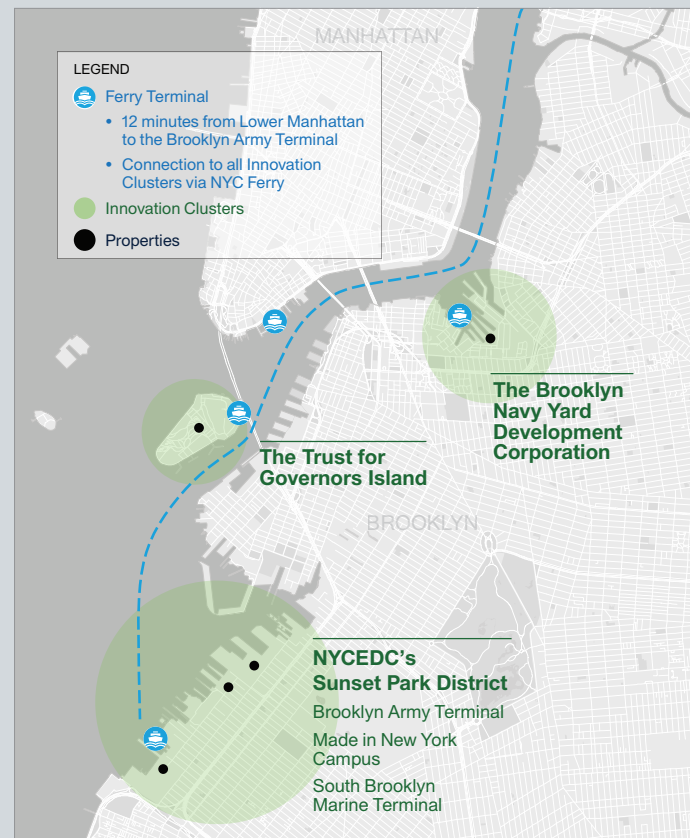 MANHATTAN
LEGEND
Ferry Terminal
• 12 minutes from Lower Manhattan
to the Brooklyn Army Terminal
• Connection to all Innovation
Clusters via NYC Ferry
Innovation Clusters
Properties
The Brooklyn
Navy Yard
Development
Corporation
The Trust for
Governors Island
BROOKLYN
NYCEDC’s
Sunset Park District
Brooklyn Army Terminal
Made in New York
Campus
South Brooklyn
Marine Terminal